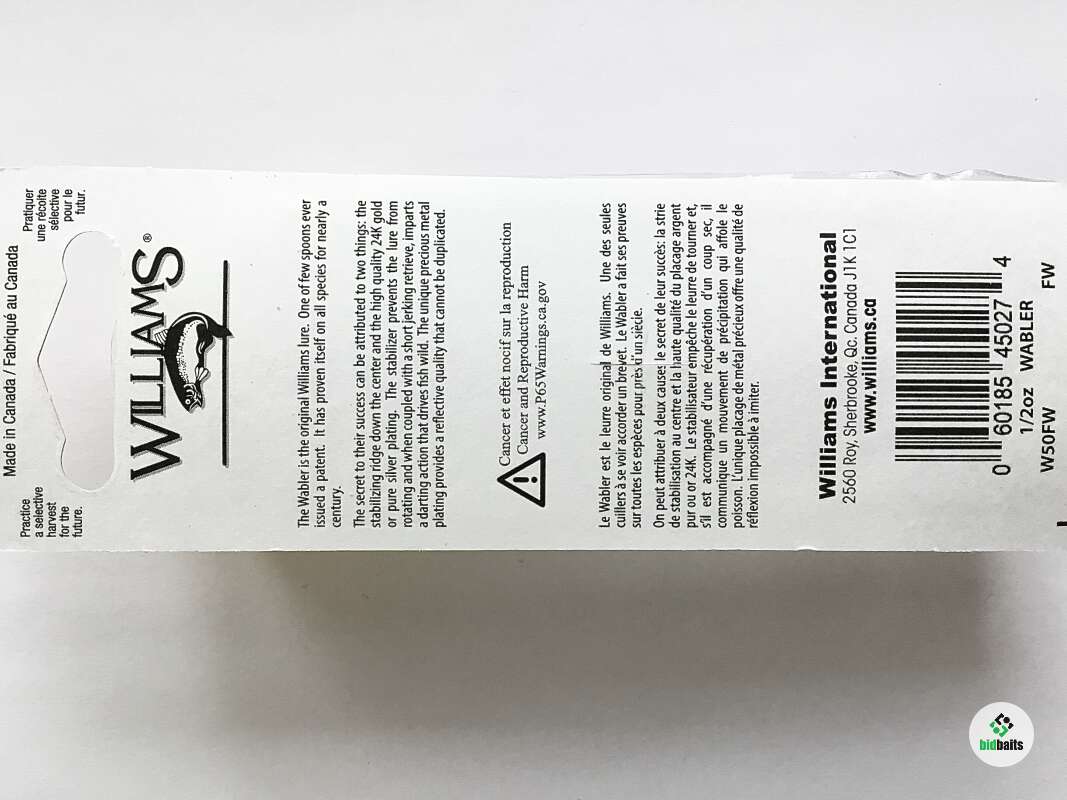 Made in Canada / Fabriqué au Canada
Practice
a selective
harvest
for the
future.
Pratiquer
une récolte
sélective
pour le
futur.
WILLIAMS®
The Wabler is the original Williams lure. One of few spoons ever
issued a patent. It has proven itself on all species for nearly a
century.
The secret to their success can be attributed to two things: the
stabilizing ridge down the center and the high quality 24K gold
or pure silver plating. The stabilizer prevents the lure from
rotating and when coupled with a short jerking retrieve, imparts
a darting action that drives fish wild. The unique precious metal
plating provides a reflective quality that cannot be duplicated.
Cancer et effet nocif sur la reproduction
Cancer and Reproductive Harm
www.P65Warnings.ca.gov
Le Wabler est le leurre original de Williams. Une des seules
cuillers à se voir accorder un brevet. Le Wabler a fait ses preuves
sur toutes les espèces pour près d'un siècle.
On peut attribuer à deux causes le secret de leur succès: la strie
de stabilisation au centre et la haute qualité du placage argent
pur ou or 24K. Le stabilisateur empêche le leurre de tourner et,
s'il est accompagné d'une récupération d'un coup sec, il
communique un mouvement de précipitation qui affole le
poisson. L'unique placage de métal précieux offre une qualité de
réflexion impossible à imiter.
Williams International
2560 Roy, Sherbrooke, Qc. Canada J1K 1C1
www.williams.ca
0 60185 45027 4
1/2oz WABLER
W50FW FW
bidbaits